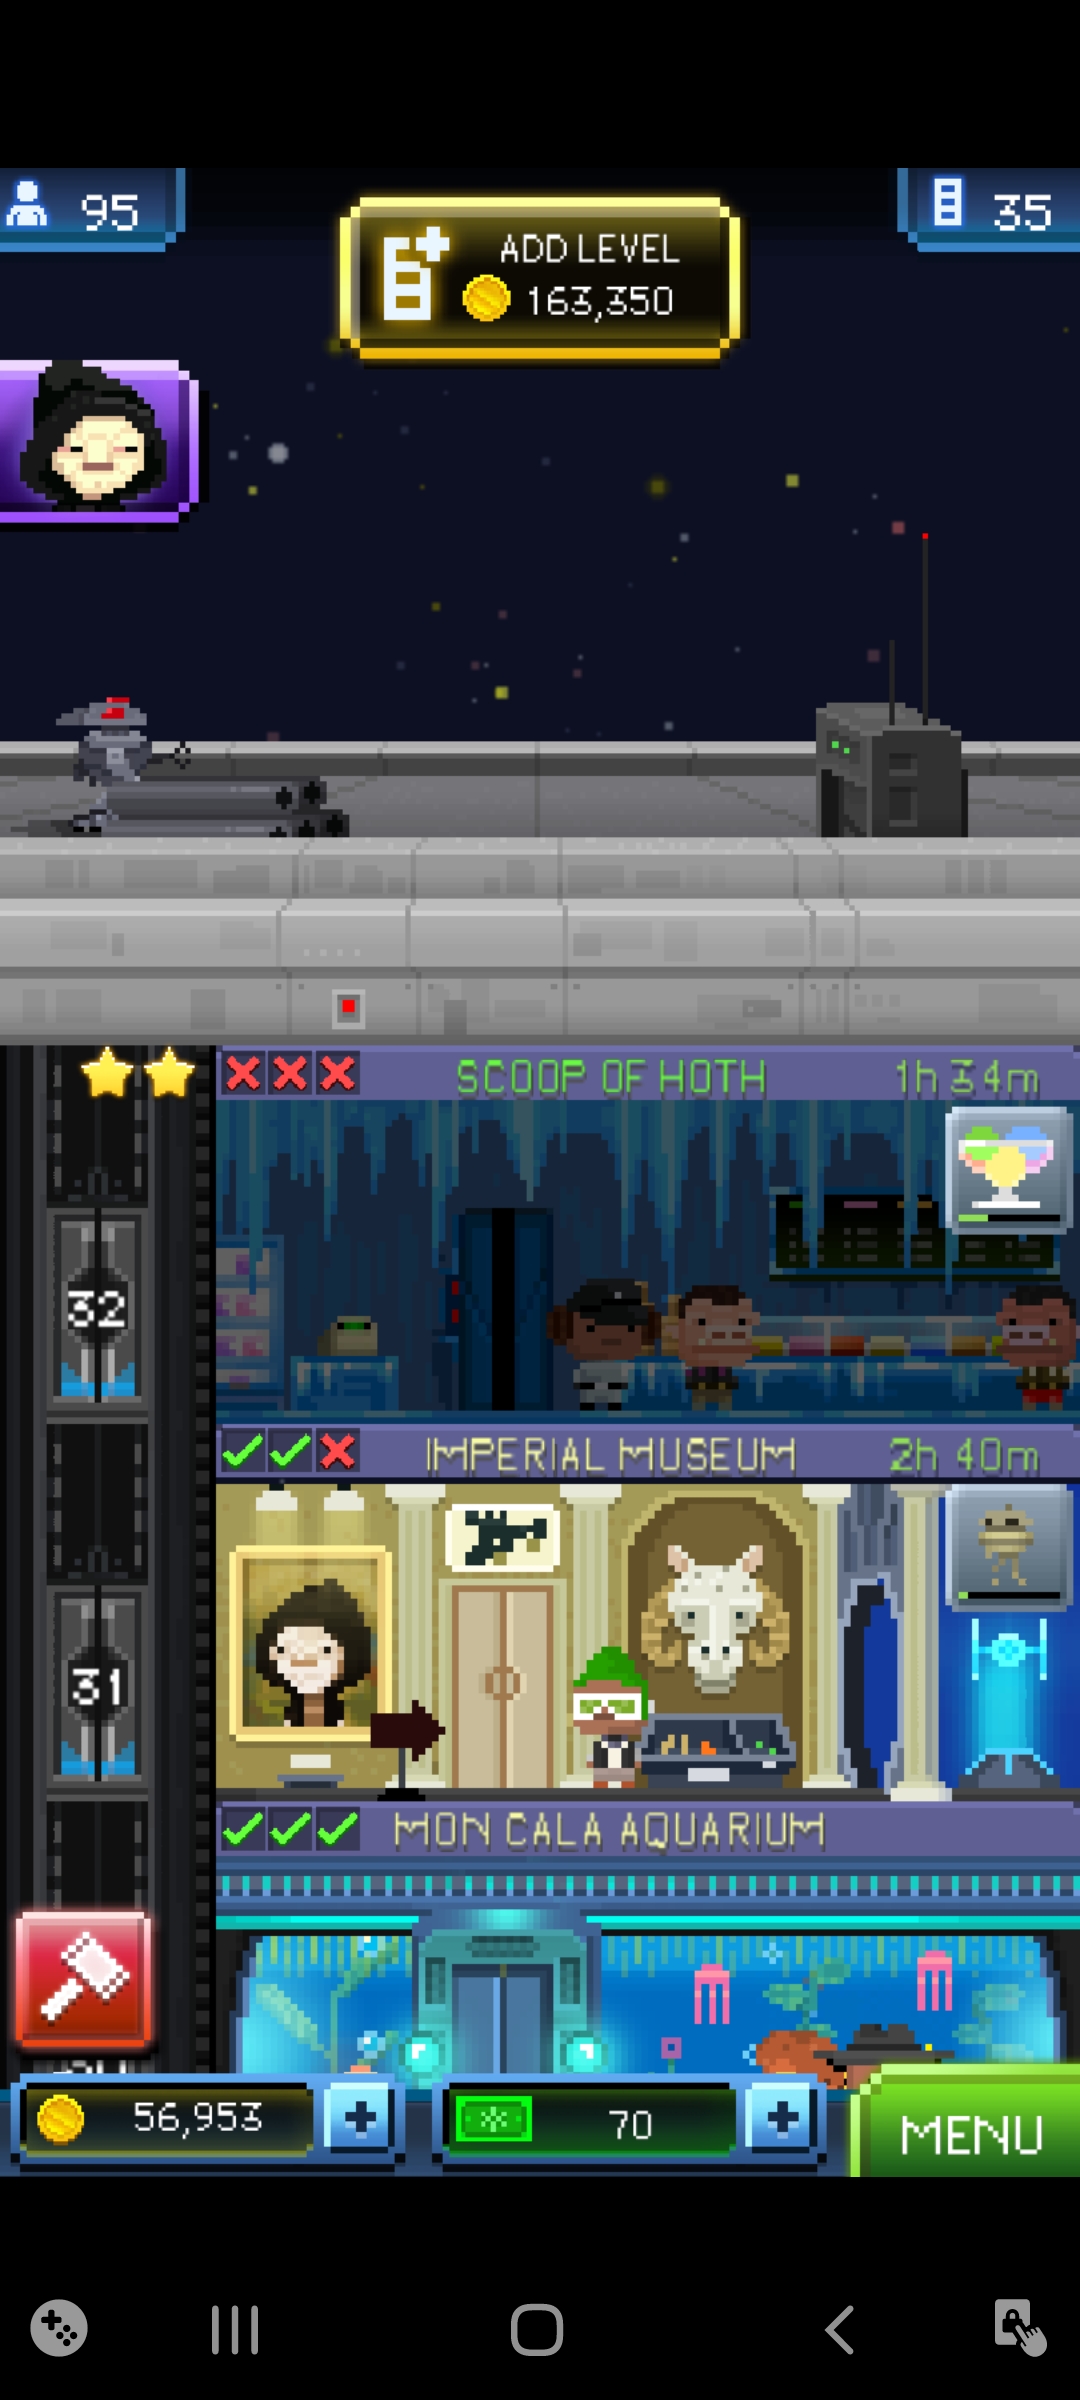 95
ADD LEVEL
163,350
35
SCOOP OF HOTH
1h 34m
32
IMPERIAL MUSEUM
2h 40m
31
MON CALA AQUARIUM
56,953
70
MENU